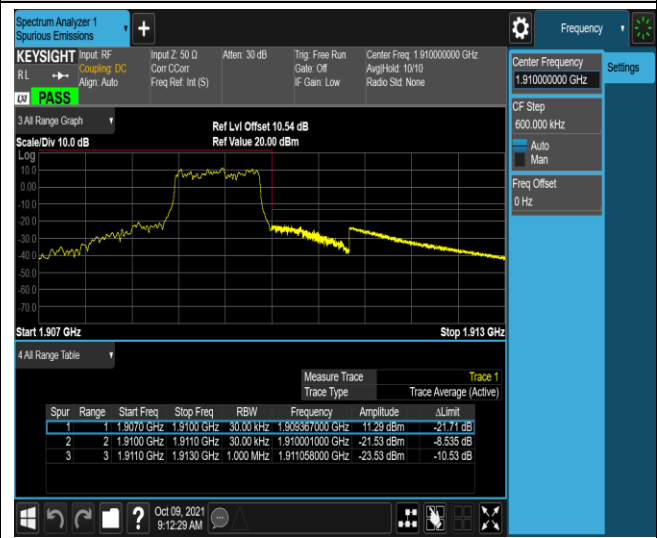 Spectrum Analyzer 1
Spurious Emissions
+
Frequency
KEYSIGHT Input: RF Input Z: 50 Ω Atten: 30 dB Trig: Free Run Center Freq: 1.910000000 GHz
RL Coupling: DC Corr CCorr Gate: Off Avg|Hold: 10/10
Align: Auto Freq Ref: Int (S) IF Gain: Low Radio Std: None
LXI PASS
Center Frequency
1.910000000 GHz
Settings
CF Step
600.000 kHz
Auto
Man
Freq Offset
0 Hz
3 All Range Graph
Ref Lvl Offset 10.54 dB
Scale/Div 10.0 dB Ref Value 20.00 dBm
Log
10.0
0.00
-10.0
-20.0
-30.0
-40.0
-50.0
-60.0
-70.0
Start 1.907 GHz Stop 1.913 GHz
4 All Range Table
Measure Trace Trace 1
Trace Type Trace Average (Active)
Spur Range Start Freq Stop Freq RBW Frequency Amplitude ΔLimit
1 1 1.9070 GHz 1.9100 GHz 30.00 kHz 1.909367000 GHz 11.29 dBm -21.71 dB
2 2 1.9100 GHz 1.9110 GHz 30.00 kHz 1.910001000 GHz -21.53 dBm -8.535 dB
3 3 1.9110 GHz 1.9130 GHz 1.000 MHz 1.911058000 GHz -23.53 dBm -10.53 dB
? Oct 09, 2021
9:12:29 AM